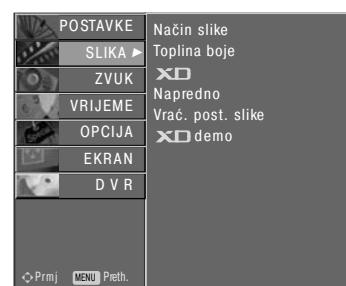 POSTAVKE
SLIKA ►
ZVUK
VRIJEME
OPCIJA
EKRAN
DVR
Prmj MENU Preth.
Način slike
Toplina boje
XD
Napredno
Vrać. post. slike
XD demo